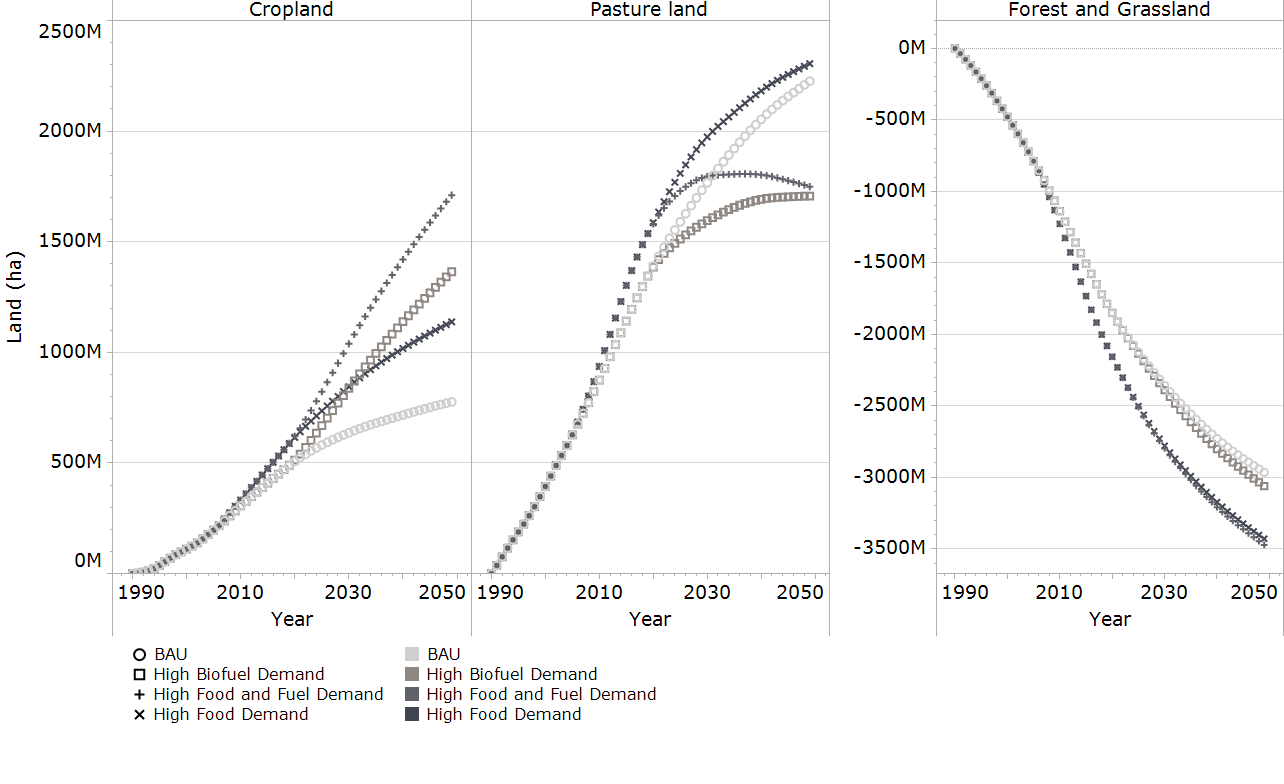 Cropland
Pasture land
Forest and Grassland
Land (ha)
2500M
2000M
1500M
1000M
500M
0M
0M
-500M
-1000M
-1500M
-2000M
-2500M
-3000M
-3500M
1990 2010 2030 2050
1990 2010 2030 2050
1990 2010 2030 2050
Year
Year
Year
BAU
High Biofuel Demand
High Food and Fuel Demand
High Food Demand
BAU
High Biofuel Demand
High Food and Fuel Demand
High Food Demand